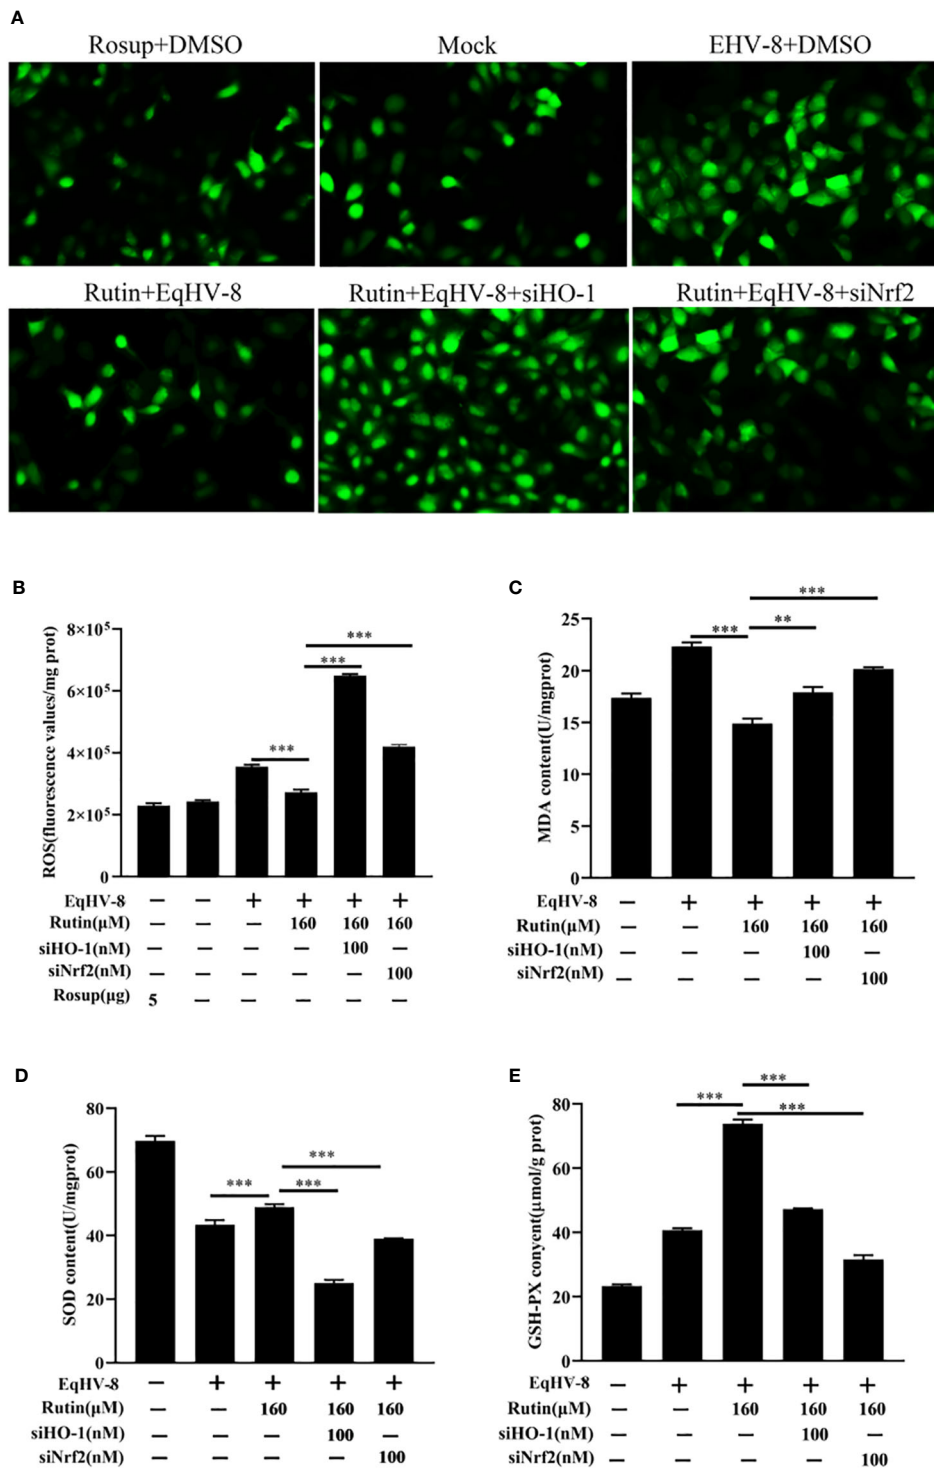 A
Rosup+DMSO Mock EHV-8+DMSO
Rutin+EqHV-8 Rutin+EqHV-8+siHO-1 Rutin+EqHV-8+siNrf2
B
ROS(fluorescence values/mg prot)
8×10⁵
6×10⁵
4×10⁵
2×10⁵
0
***
***
***
EqHV-8 – – + + + +
Rutin(μM) – – – 160 160 160
siHO-1(nM) – – – – 100 –
siNrf2(nM) – – – – – 100
Rosup(μg) 5 – – – – –
C
MDA content(U/mgprot)
25
20
15
10
5
0
***
*** **
EqHV-8 – + + + +
Rutin(μM) – – 160 160 160
siHO-1(nM) – – – 100 –
siNrf2(nM) – – – – 100
D
SOD content(U/mgprot)
80
60
40
20
0
***
*** ***
EqHV-8 – + + + +
Rutin(μM) – – 160 160 160
siHO-1(nM) – – – 100 –
siNrf2(nM) – – – – 100
E
GSH-PX conyent(μmol/g prot)
80
60
40
20
0
***
***
***
EqHV-8 – + + + +
Rutin(μM) – – 160 160 160
siHO-1(nM) – – – 100 –
siNrf2(nM) – – – – 100